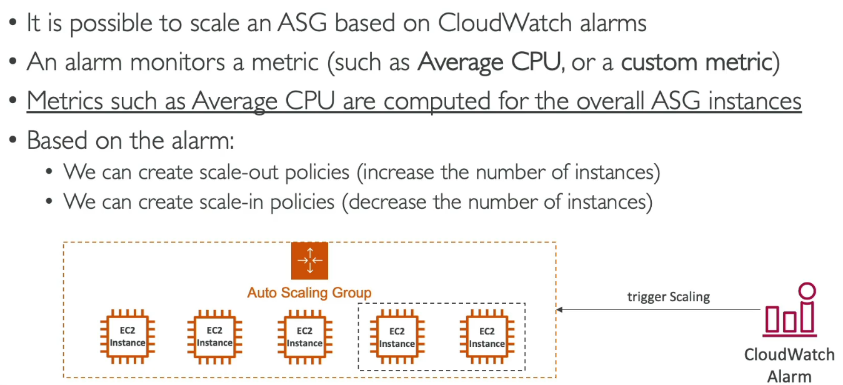 • It is possible to scale an ASG based on CloudWatch alarms
• An alarm monitors a metric (such as Average CPU, or a custom metric)
• Metrics such as Average CPU are computed for the overall ASG instances
• Based on the alarm:
• We can create scale-out policies (increase the number of instances)
• We can create scale-in policies (decrease the number of instances)
Auto Scaling Group
trigger Scaling
EC2
Instance
EC2
Instance
EC2
Instance
EC2
Instance
EC2
Instance
CloudWatch
Alarm